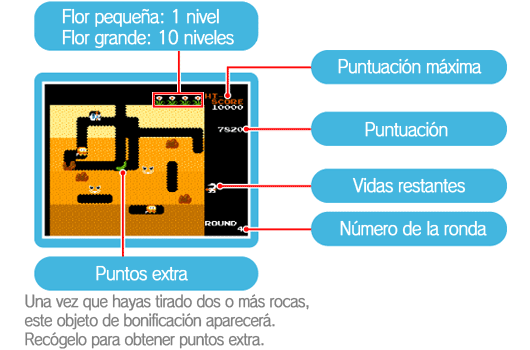 Flor pequeña: 1 nivel
Flor grande: 10 niveles
Puntuación máxima
HI-
SCORE
10000
7820
Puntuación
Vidas restantes
ROUND
4
Número de la ronda
Puntos extra
Una vez que hayas tirado dos o más rocas,
este objeto de bonificación aparecerá.
Recógelo para obtener puntos extra.